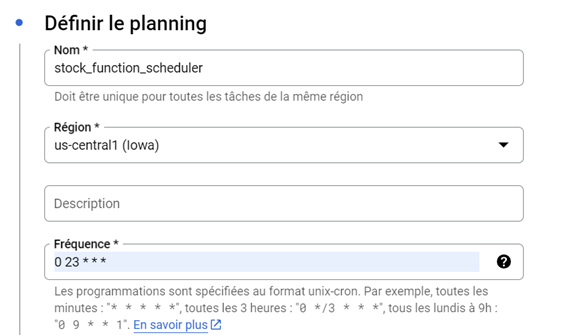 Définir le planning
Nom *
stock_function_scheduler
Doit être unique pour toutes les tâches de la même région
Région *
us-central1 (Iowa)
Description
Fréquence *
0 23 * * *
Les programmations sont spécifiées au format unix-cron. Par exemple, toutes les
minutes : "* * * * *", toutes les 3 heures : "0 */3 * * *", tous les lundis à 9h :
"0 9 * * 1". En savoir plus